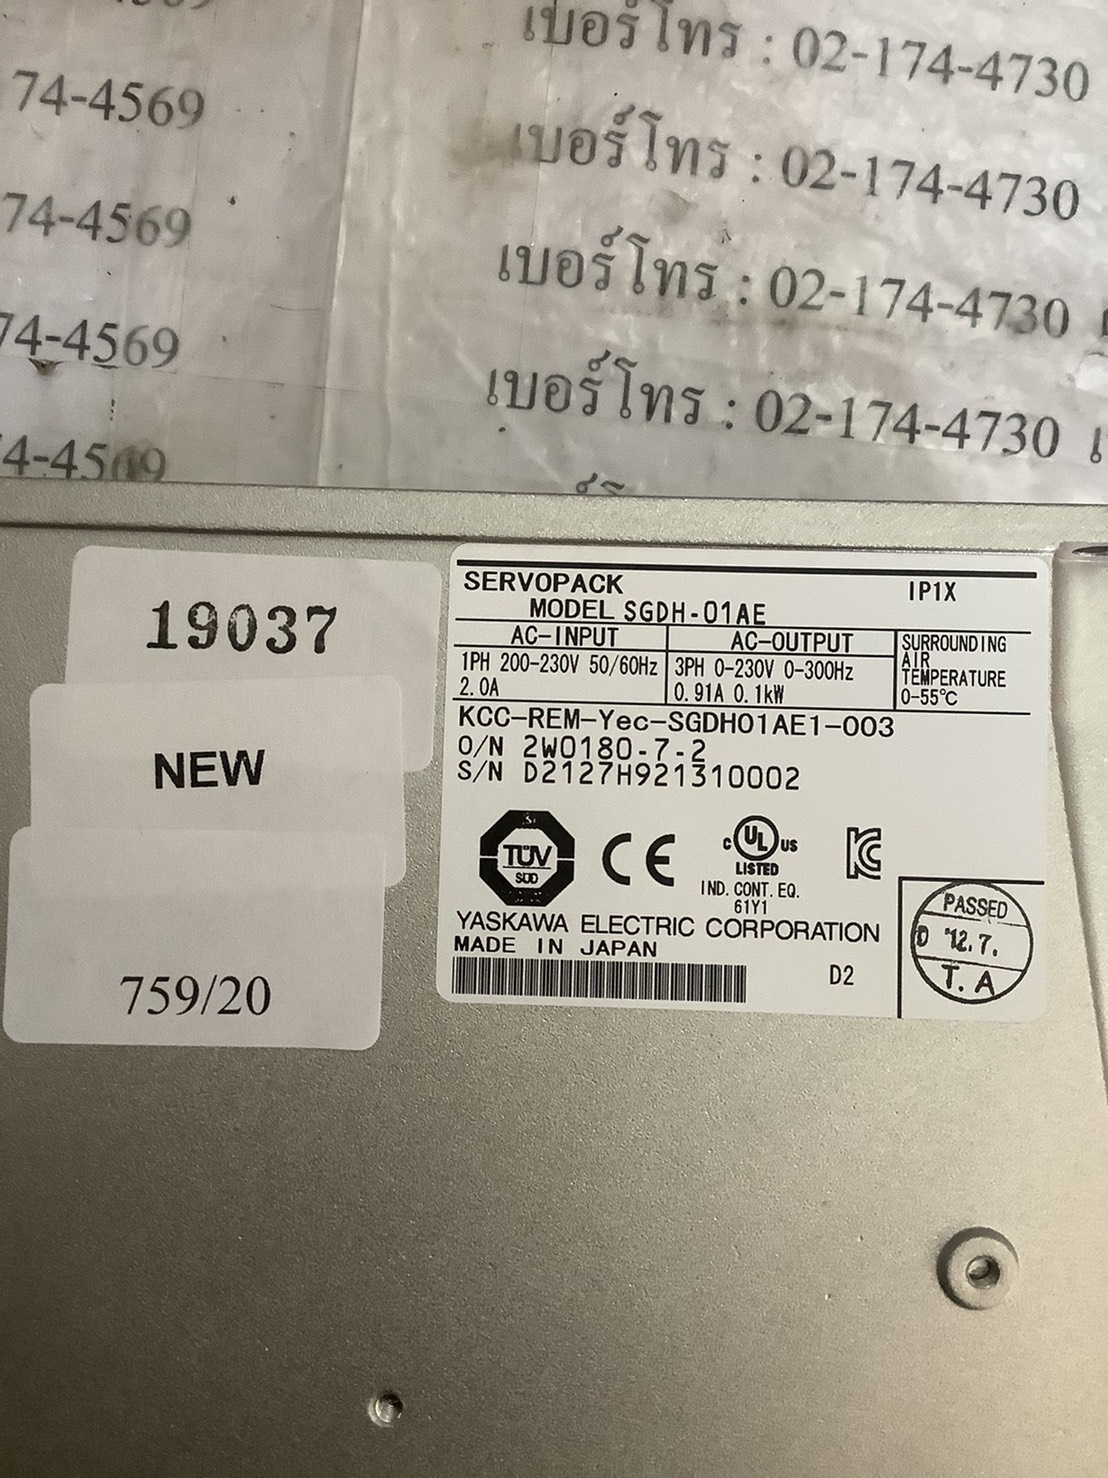 เบอร์โทร : 02-174-4730
74-4569
เบอร์โทร : 02-174-4730
74-4569
เบอร์โทร : 02-174-4730
74-4569
เบอร์โทร : 02-174-4730
4-4569
19037
NEW
759/20
SERVOPACK IP1X
MODEL SGDH-01AE
AC-INPUT AC-OUTPUT SURROUNDING
AIR
TEMPERATURE
0-55℃
1PH 200-230V 50/60Hz 3PH 0-230V 0-300Hz
2.0A 0.91A 0.1kW
KCC-REM-Yec-SGDH01AE1-003
O/N 2W0180-7-2
S/N D2127H921310002
TÜV
SÜD
CE
C UL US
LISTED
IND. CONT. EQ.
61Y1
KC
YASKAWA ELECTRIC CORPORATION
MADE IN JAPAN
D2
PASSED
D '12.7.
T. A